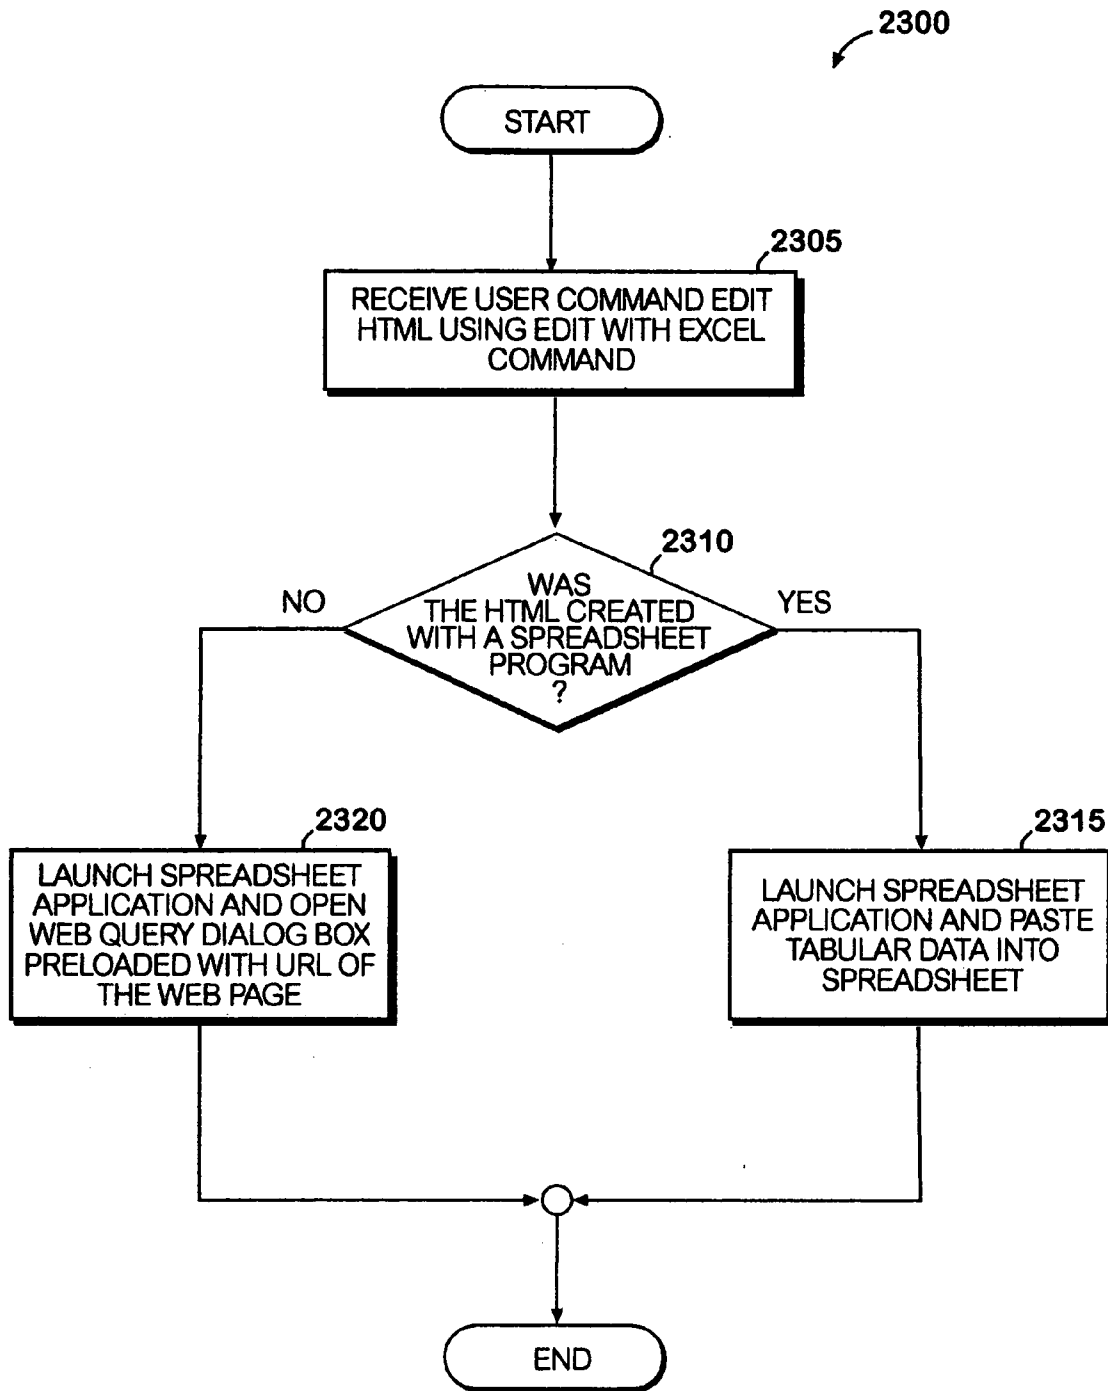 2300
START
2305
RECEIVE USER COMMAND EDIT
HTML USING EDIT WITH EXCEL
COMMAND
2310
WAS
THE HTML CREATED
WITH A SPREADSHEET
PROGRAM
?
NO
YES
2320
LAUNCH SPREADSHEET
APPLICATION AND OPEN
WEB QUERY DIALOG BOX
PRELOADED WITH URL OF
THE WEB PAGE
2315
LAUNCH SPREADSHEET
APPLICATION AND PASTE
TABULAR DATA INTO
SPREADSHEET
END